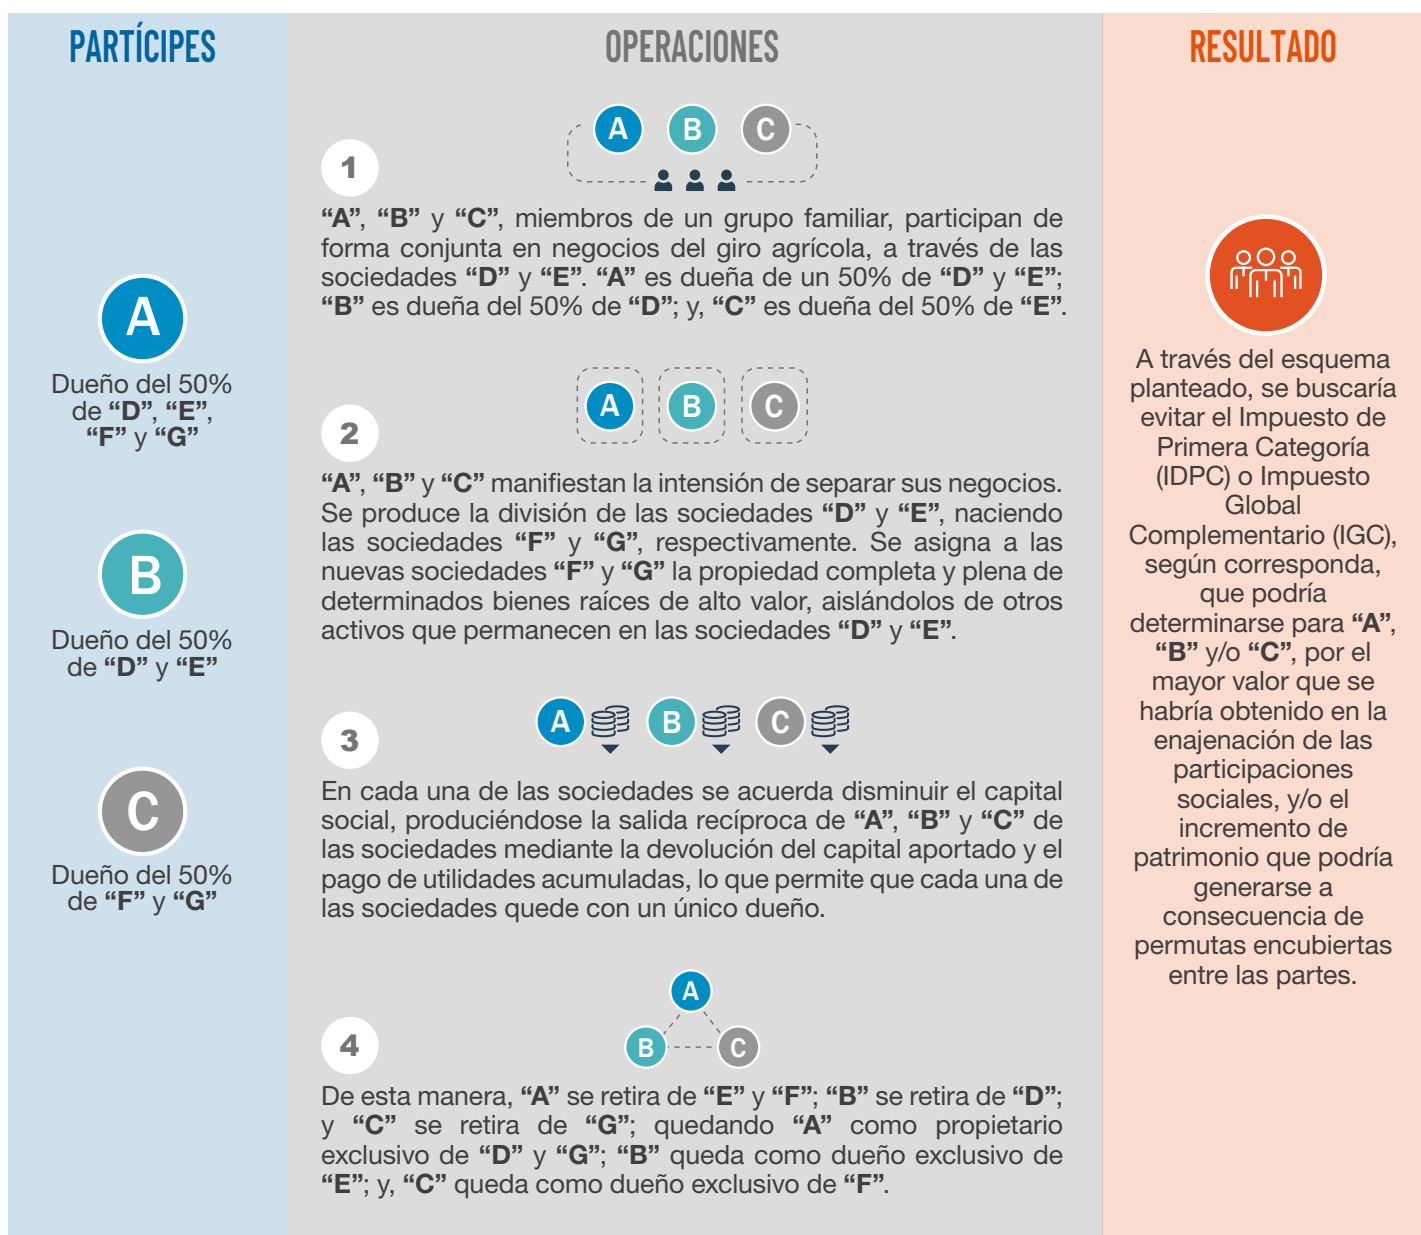 PARTÍCIPES
A
Dueño del 50%
de “D”, “E”,
“F” y “G”
B
Dueño del 50%
de “D” y “E”
C
Dueño del 50%
de “F” y “G”
OPERACIONES
A B C
1
“A”, “B” y “C”, miembros de un grupo familiar, participan de
forma conjunta en negocios del giro agrícola, a través de las
sociedades “D” y “E”. “A” es dueña de un 50% de “D” y “E”;
“B” es dueña del 50% de “D”; y, “C” es dueña del 50% de “E”.
A B C
2
“A”, “B” y “C” manifiestan la intensión de separar sus negocios.
Se produce la división de las sociedades “D” y “E”, naciendo
las sociedades “F” y “G”, respectivamente. Se asigna a las
nuevas sociedades “F” y “G” la propiedad completa y plena de
determinados bienes raíces de alto valor, aislándolos de otros
activos que permanecen en las sociedades “D” y “E”.
A B C
3
En cada una de las sociedades se acuerda disminuir el capital
social, produciéndose la salida recíproca de “A”, “B” y “C” de
las sociedades mediante la devolución del capital aportado y el
pago de utilidades acumuladas, lo que permite que cada una de
las sociedades quede con un único dueño.
A
B C
4
De esta manera, “A” se retira de “E” y “F”; “B” se retira de “D”;
y “C” se retira de “G”; quedando “A” como propietario
exclusivo de “D” y “G”; “B” queda como dueño exclusivo de
“E”; y, “C” queda como dueño exclusivo de “F”.
RESULTADO
A través del esquema
planteado, se buscaría
evitar el Impuesto de
Primera Categoría
(IDPC) o Impuesto
Global
Complementario (IGC),
según corresponda,
que podría
determinarse para “A”,
“B” y/o “C”, por el
mayor valor que se
habría obtenido en la
enajenación de las
participaciones
sociales, y/o el
incremento de
patrimonio que podría
generarse a
consecuencia de
permutas encubiertas
entre las partes.